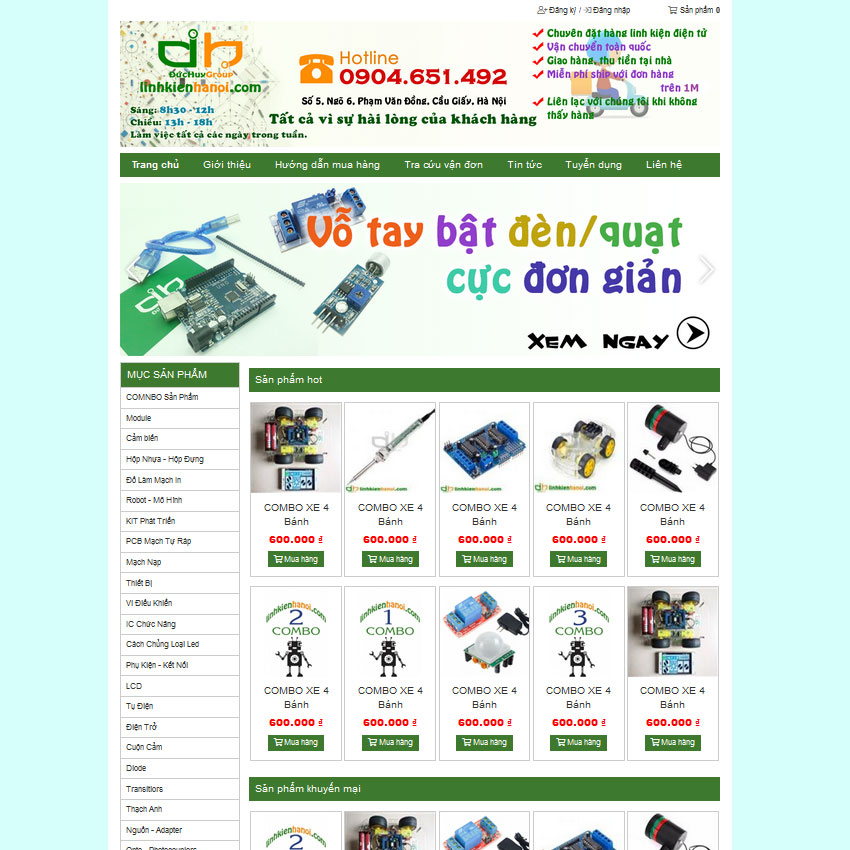 Đăng ký / Đăng nhập
Sản phẩm 0
ĐứcHuyGroup
linhkienhanoi.com
Sáng: 8h30 - 12h
Chiều: 13h - 18h
Làm việc tất cả các ngày trong tuần.
Hotline
0904.651.492
Số 5, Ngõ 6, Phạm Văn Đồng, Cầu Giấy, Hà Nội
Tất cả vì sự hài lòng của khách hàng
Chuyên đặt hàng linh kiện điện tử
Vận chuyển toàn quốc
Giao hàng, thu tiền tại nhà
Miễn phí ship với đơn hàng
trên 1M
Liên lạc với chúng tôi khi không
thấy hàng
Trang chủ
Giới thiệu
Hướng dẫn mua hàng
Tra cứu vận đơn
Tin tức
Tuyển dụng
Liên hệ
Vỗ tay bật đèn/quạt
cực đơn giản
XEM NGAY
MỤC SẢN PHẨM
COMNBO Sản Phẩm
Module
Cảm biến
Hộp Nhựa - Hộp Đựng
Đồ Làm Mạch In
Robot - Mô Hình
KIT Phát Triển
PCB Mạch Tự Ráp
Mạch Nạp
Thiết Bị
Vi Điều Khiển
IC Chức Năng
Cách Chủng Loại Led
Phụ Kiện - Kết Nối
LCD
Tụ Điện
Điện Trở
Cuộn Cảm
Diode
Transitiors
Thạch Anh
Nguồn - Adapter
Opto - Photocouplers
Sản phẩm hot
linhkienhanoi.com
linhkienhanoi.com
linhkienhanoi.com
COMBO XE 4
Bánh
600.000 đ
Mua hàng
COMBO XE 4
Bánh
600.000 đ
Mua hàng
COMBO XE 4
Bánh
600.000 đ
Mua hàng
COMBO XE 4
Bánh
600.000 đ
Mua hàng
COMBO XE 4
Bánh
600.000 đ
Mua hàng
linhkienhanoi.com
2
COMBO
linhkienhanoi.com
1
COMBO
linhkienhanoi.com
3
COMBO
COMBO XE 4
Bánh
600.000 đ
Mua hàng
COMBO XE 4
Bánh
600.000 đ
Mua hàng
COMBO XE 4
Bánh
600.000 đ
Mua hàng
COMBO XE 4
Bánh
600.000 đ
Mua hàng
COMBO XE 4
Bánh
600.000 đ
Mua hàng
Sản phẩm khuyến mại
linhkienhanoi.com
2
linhkienhanoi.com